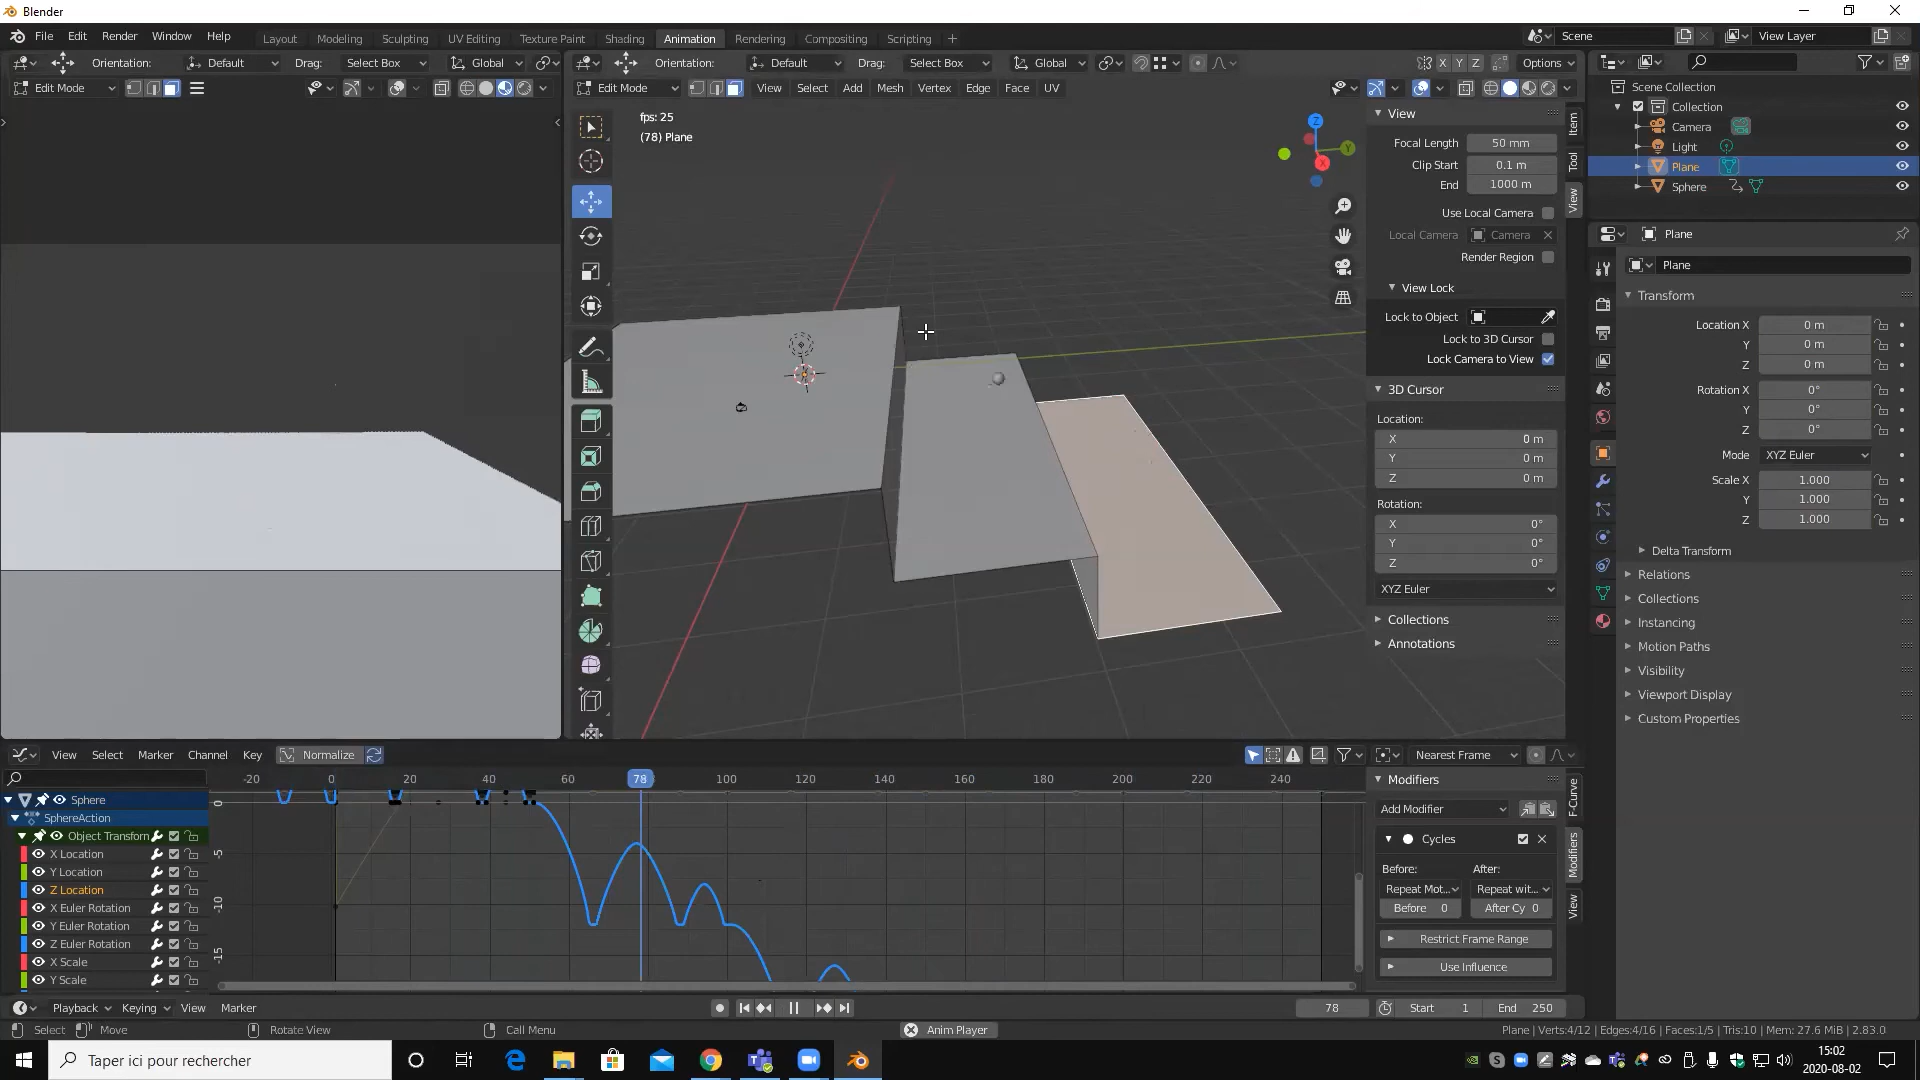 Blender
File Edit Render Window Help Layout Modeling Sculpting UV Editing Texture Paint Shading Animation Rendering Compositing Scripting + Scene View Layer
Orientation: Default Drag: Select Box Global Orientation: Default Drag: Select Box Global X Y Z Options
Edit Mode Edit Mode View Select Add Mesh Vertex Edge Face UV
Scene Collection
Collection
Camera
Light
Plane
Sphere
fps: 25
(78) Plane
Z
Y
X
View
Focal Length 50 mm
Clip Start 0.1 m
End 1000 m
Use Local Camera
Local Camera Camera
Render Region
View Lock
Lock to Object
Lock to 3D Cursor
Lock Camera to View
3D Cursor
Location:
X 0 m
Y 0 m
Z 0 m
Rotation:
X 0°
Y 0°
Z 0°
XYZ Euler
Collections
Annotations
Item
Tool
View
Plane
Plane
Transform
Location X 0 m
Y 0 m
Z 0 m
Rotation X 0°
Y 0°
Z 0°
Mode XYZ Euler
Scale X 1.000
Y 1.000
Z 1.000
Delta Transform
Relations
Collections
Instancing
Motion Paths
Visibility
Viewport Display
Custom Properties
View Select Marker Channel Key Normalize Nearest Frame
-20 0 20 40 60 78 100 120 140 160 180 200 220 240
0
-5
-10
-15
Sphere
SphereAction
Object Transform
X Location
Y Location
Z Location
X Euler Rotation
Y Euler Rotation
Z Euler Rotation
X Scale
Y Scale
Modifiers
Add Modifier
Cycles
Before: After:
Repeat Mot... Repeat wit...
Before 0 After Cy 0
Restrict Frame Range
Use Influence
F-Curve
Modifiers
View
Playback Keying View Marker 78 Start 1 End 250
Select Move Rotate View Call Menu Anim Player Plane | Verts:4/12 | Edges:4/16 | Faces:1/5 | Tris:10 | Mem: 27.6 MiB | 2.83.0
Taper ici pour rechercher
15:02
2020-08-02